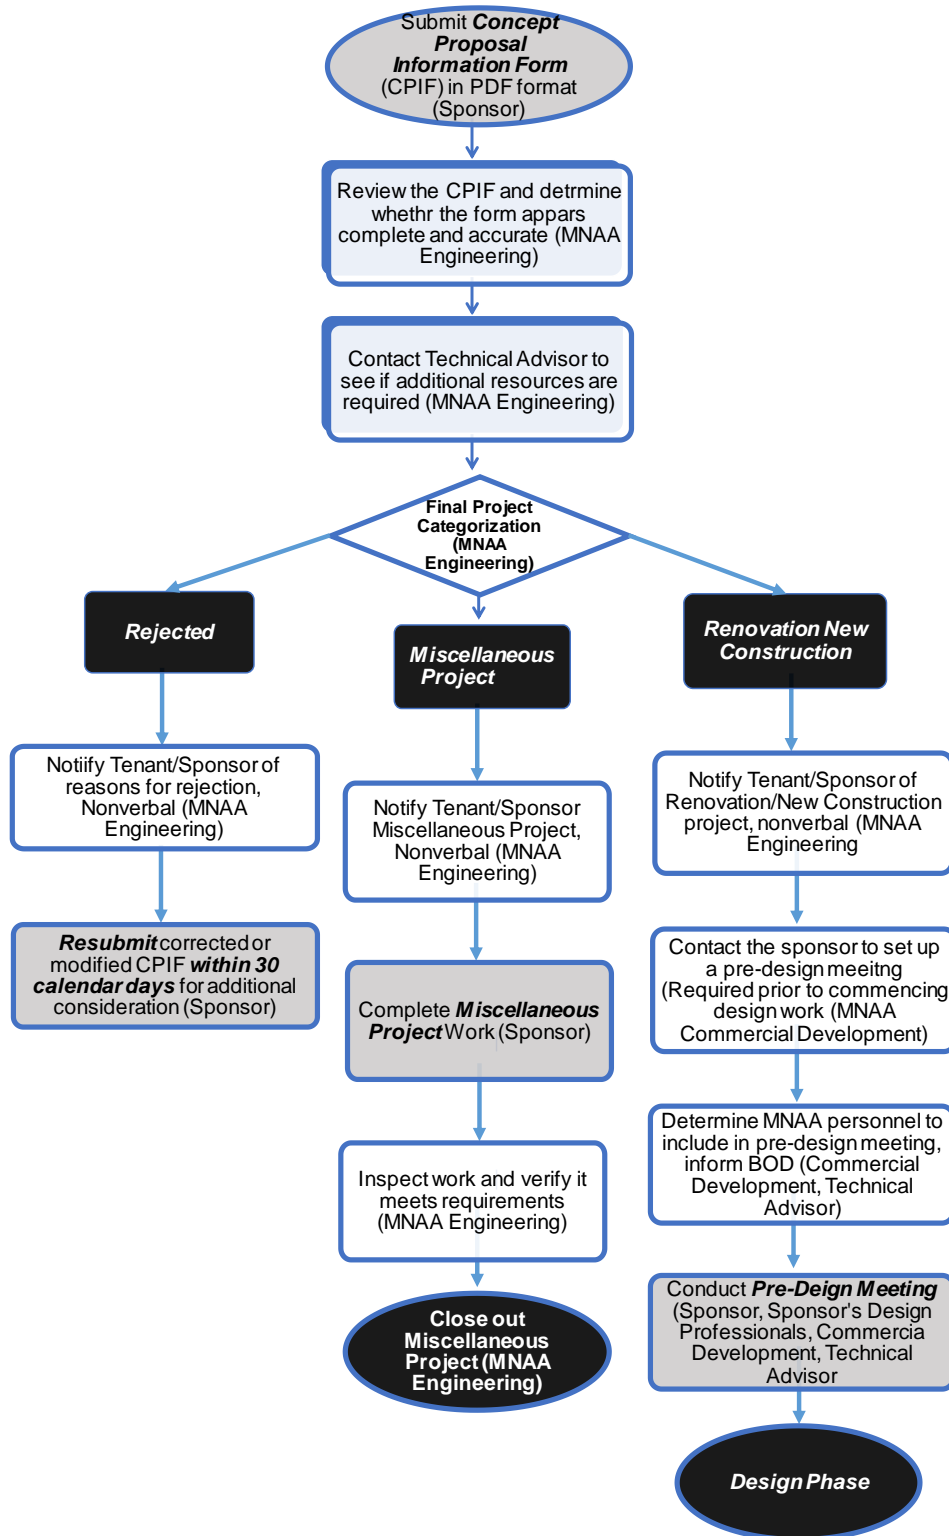 Submit Concept
Proposal
Information Form
(CPIF) in PDF format
(Sponsor)
Review the CPIF and detrmine
whethr the form appars
complete and accurate (MNAA
Engineering)
Contact Technical Advisor to
see if additional resources are
required (MNAA Engineering)
Final Project
Categorization
(MNAA
Engineering)
Rejected
Notiify Tenant/Sponsor of
reasons for rejection,
Nonverbal (MNAA
Engineering)
Resubmit corrected or
modified CPIF within 30
calendar days for additional
consideration (Sponsor)
Miscellaneous
Project
Notify Tenant/Sponsor
Miscellaneous Project,
Nonverbal (MNAA
Engineering)
Complete Miscellaneous
Project Work (Sponsor)
Inspect work and verify it
meets requirements
(MNAA Engineering)
Close out
Miscellaneous
Project (MNAA
Engineering)
Renovation New
Construction
Notify Tenant/Sponsor of
Renovation/New Construction
project, nonverbal (MNAA
Engineering
Contact the sponsor to set up
a pre-design meeitng
(Required prior to commencing
design work (MNAA
Commercial Development)
Determine MNAA personnel to
include in pre-design meeting,
inform BOD (Commercial
Development, Technical
Advisor)
Conduct Pre-Deign Meeting
(Sponsor, Sponsor's Design
Professionals, Commercia
Development, Technical
Advisor
Design Phase